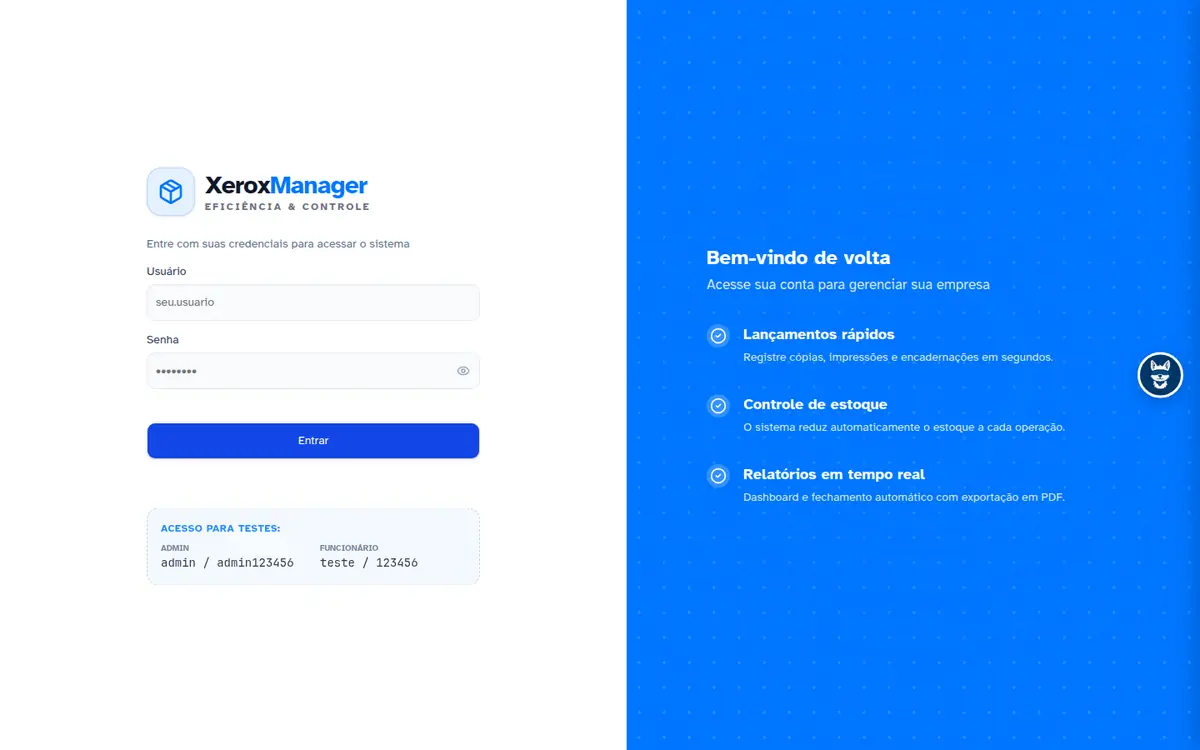 XeroxManager
EFICIÊNCIA & CONTROLE
Entre com suas credenciais para acessar o sistema
Usuário
seu.usuario
Senha
••••••••
Entrar
ACESSO PARA TESTES:
ADMIN
admin / admin123456
FUNCIONÁRIO
teste / 123456
Bem-vindo de volta
Acesse sua conta para gerenciar sua empresa
Lançamentos rápidos
Registre cópias, impressões e encadernações em segundos.
Controle de estoque
O sistema reduz automaticamente o estoque a cada operação.
Relatórios em tempo real
Dashboard e fechamento automático com exportação em PDF.